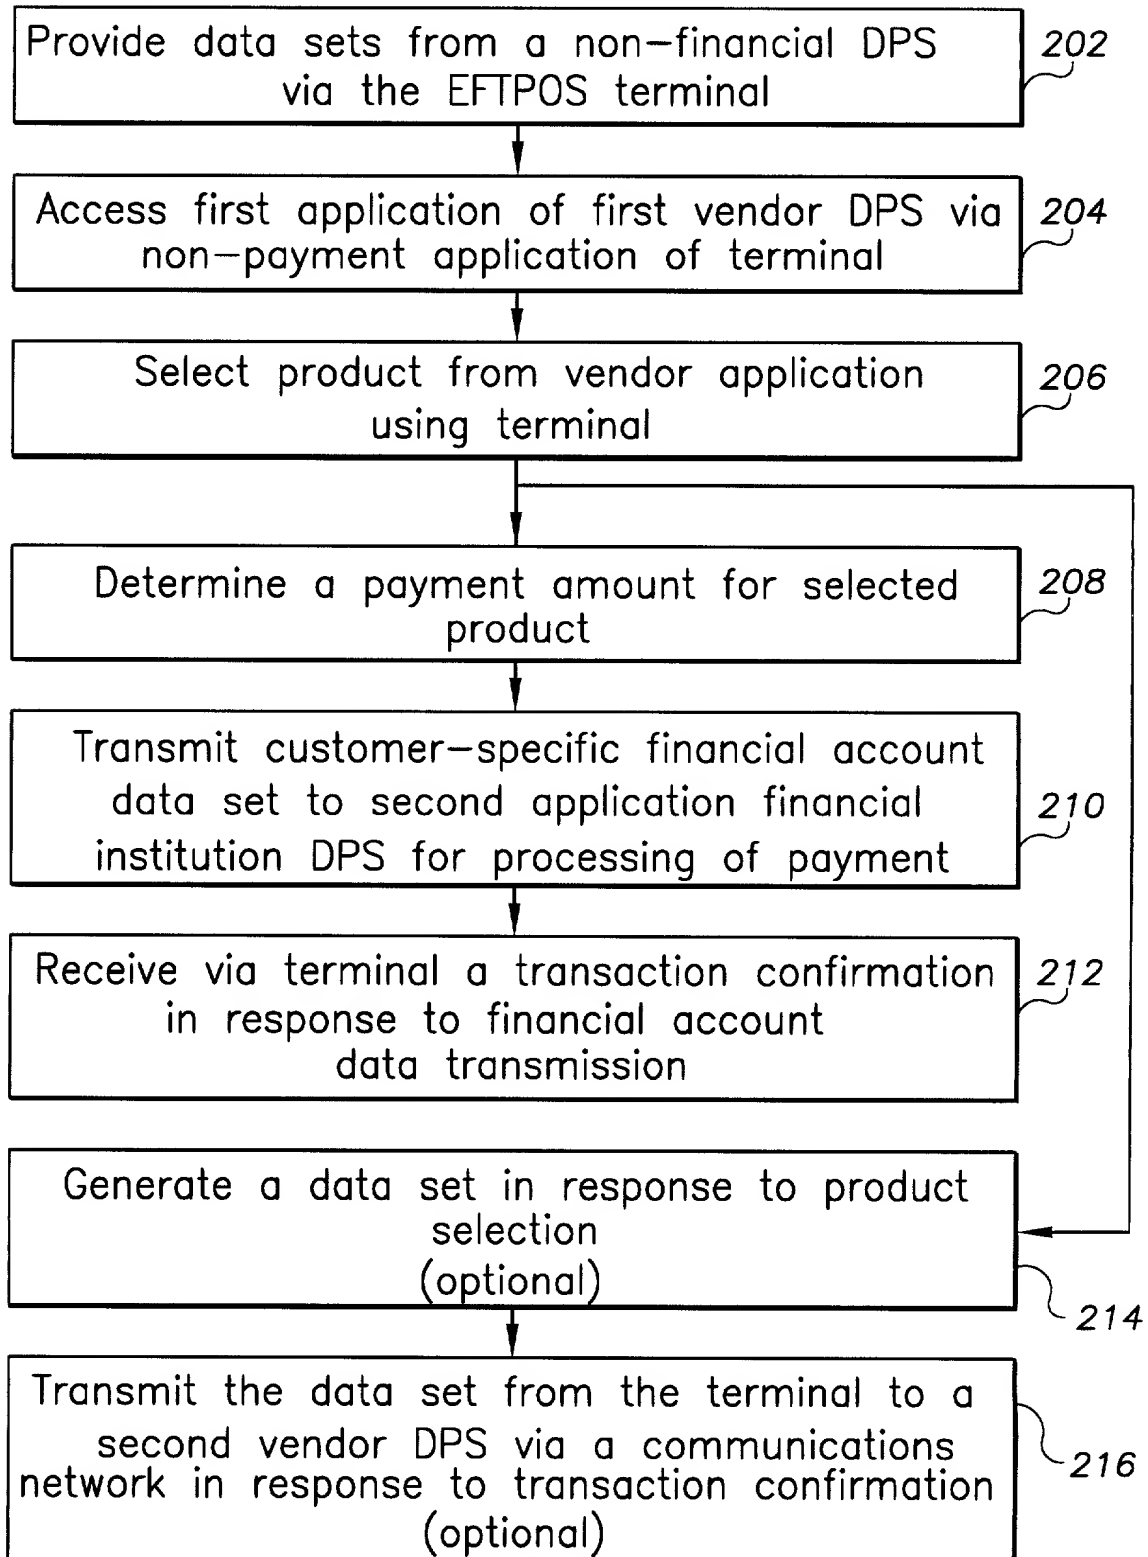 Provide data sets from a non-financial DPS
via the EFTPOS terminal
202
Access first application of first vendor DPS via
non-payment application of terminal
204
Select product from vendor application
using terminal
206
Determine a payment amount for selected
product
208
Transmit customer-specific financial account
data set to second application financial
institution DPS for processing of payment
210
Receive via terminal a transaction confirmation
in response to financial account
data transmission
212
Generate a data set in response to product
selection
(optional)
214
Transmit the data set from the terminal to a
second vendor DPS via a communications
network in response to transaction confirmation
(optional)
216